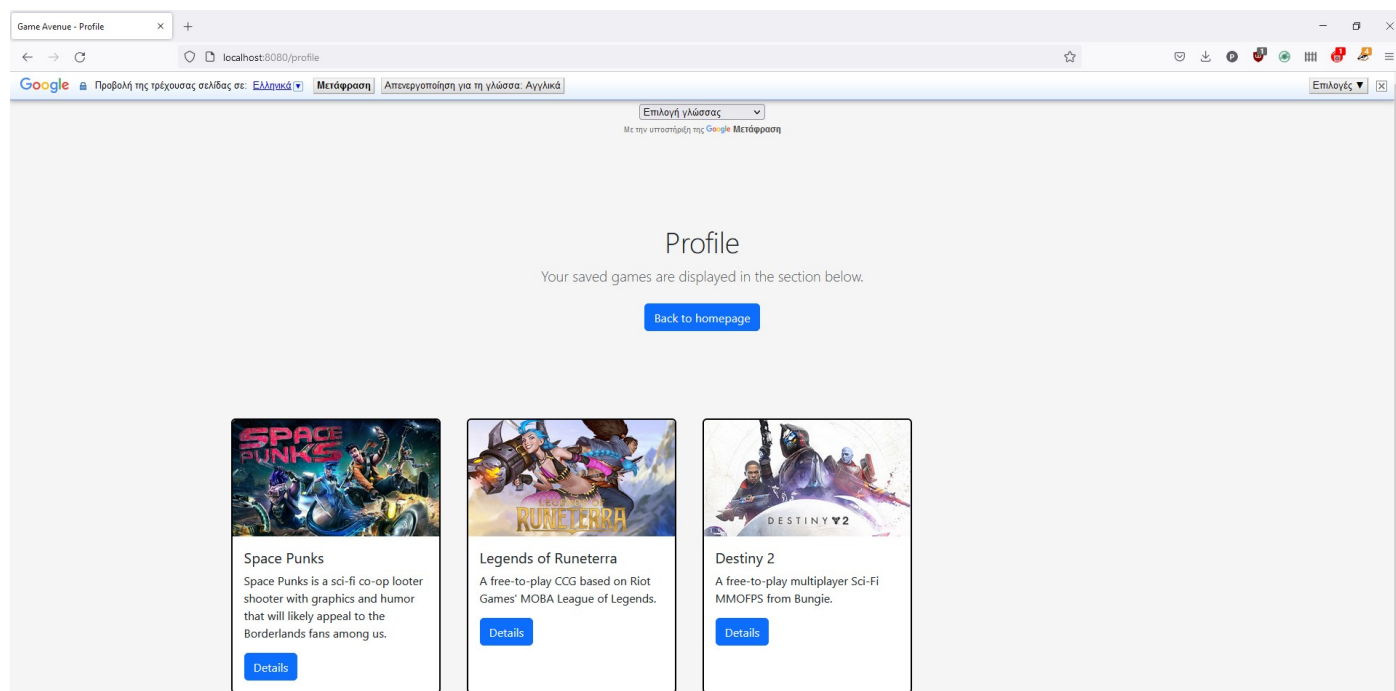 Game Avenue - Profile
localhost:8080/profile
Google Προβολή της τρέχουσας σελίδας σε: Ελληνικά Μετάφραση Απενεργοποίηση για τη γλώσσα: Αγγλικά Επιλογές ▼
Επιλογή γλώσσας
Με την υποστήριξη της Google Μετάφραση
Profile
Your saved games are displayed in the section below.
Back to homepage
SPACE
PUNKS
Space Punks
Space Punks is a sci-fi co-op looter
shooter with graphics and humor
that will likely appeal to the
Borderlands fans among us.
Details
LEGENDS OF
RUNETERRA
Legends of Runeterra
A free-to-play CCG based on Riot
Games' MOBA League of Legends.
Details
DESTINY 2
Destiny 2
A free-to-play multiplayer Sci-Fi
MMOFPS from Bungie.
Details